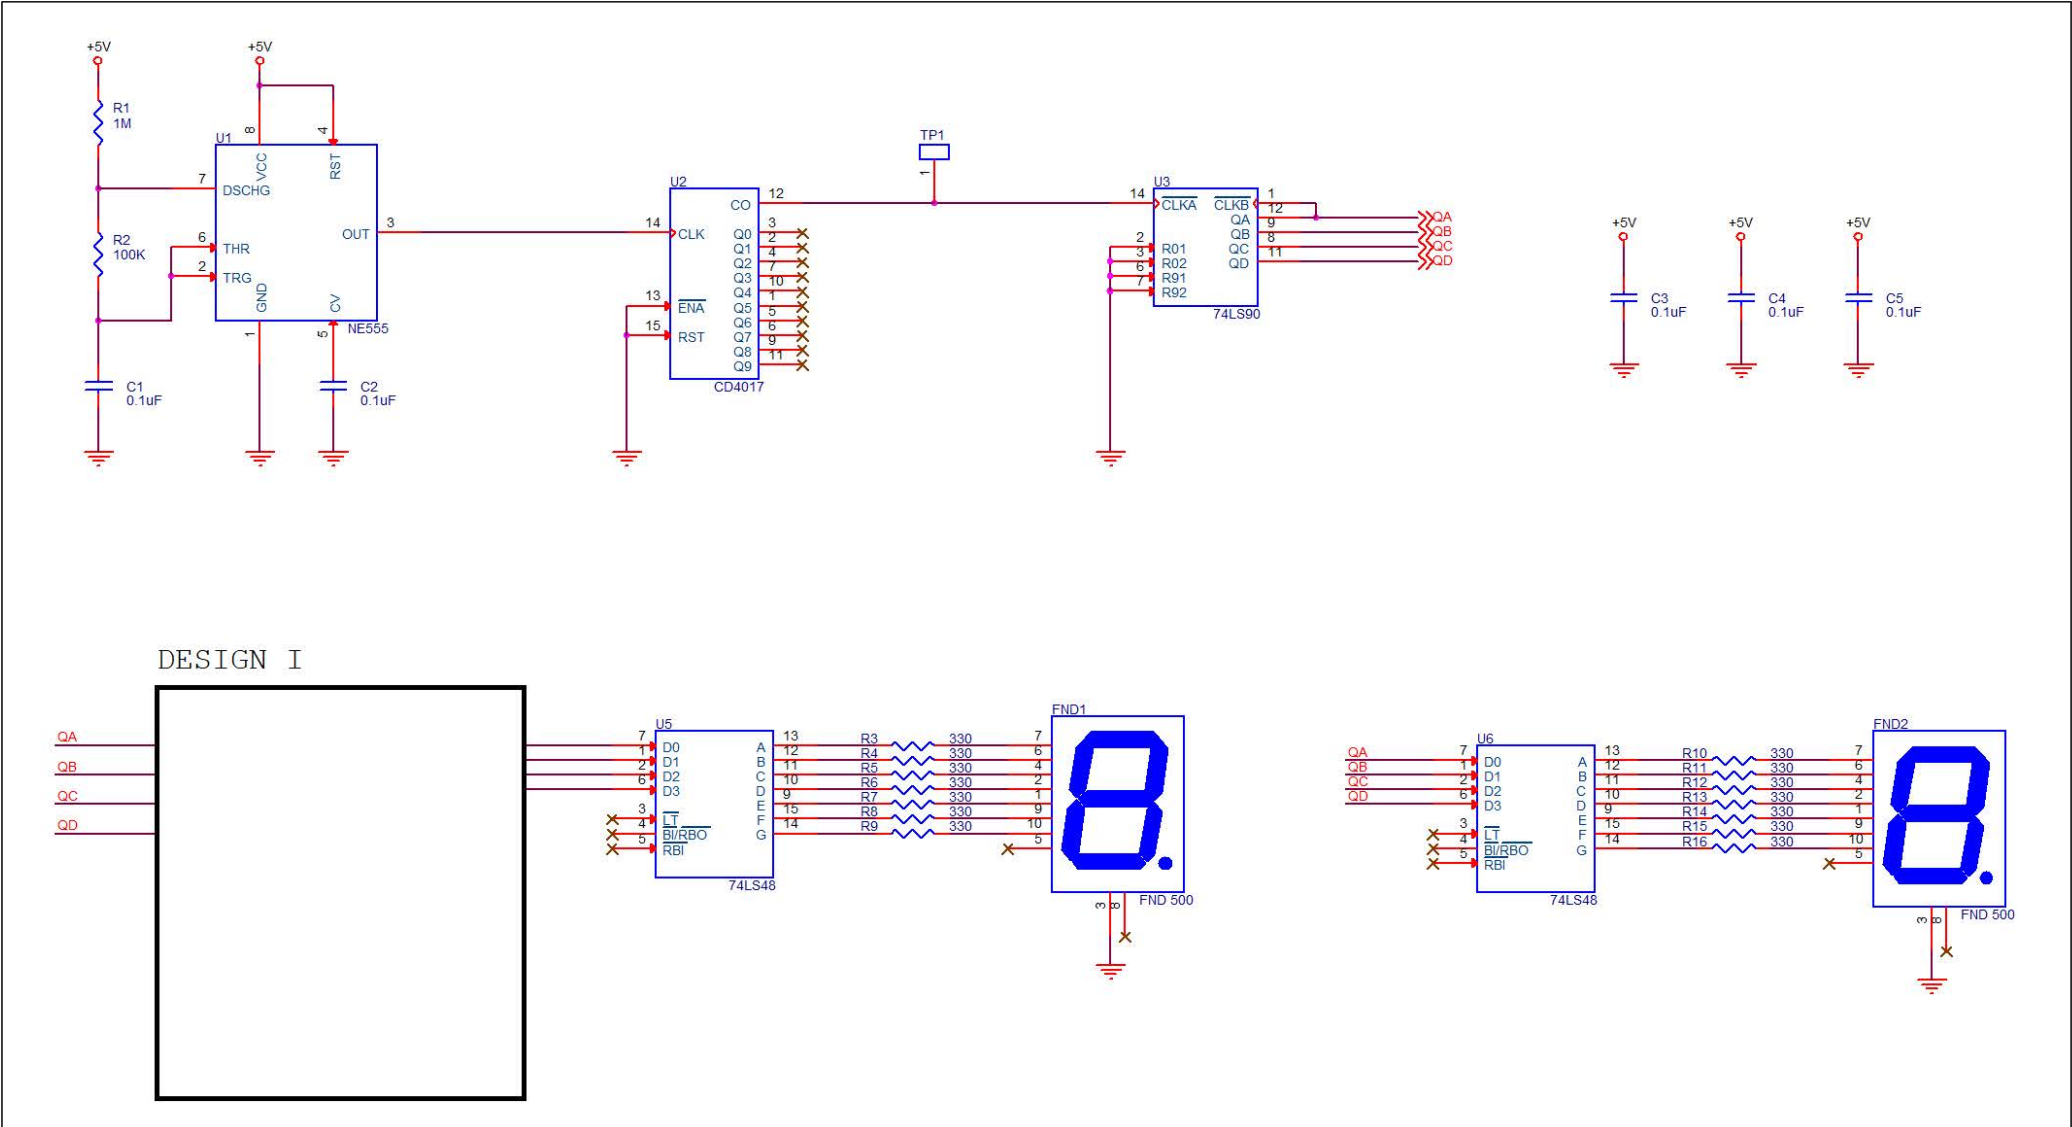 +5V
R1
1M
R2
100K
C1
0.1uF
+5V
U1
8
4
VCC
RST
7
DSCHG
6
THR
2
TRG
OUT
3
GND
CV
1
5
NE555
C2
0.1uF
U2
CO
12
14
CLK
Q0
3
Q1
2
Q2
4
Q3
7
Q4
10
13
ENA
Q5
1
Q6
5
15
RST
Q7
6
Q8
9
Q9
11
CD4017
TP1
1
U3
14
CLKA
CLKB
1
QA
12
QB
9
2
R01
QC
8
3
R02
QD
11
6
R91
7
R92
74LS90
QA
QB
QC
QD
+5V
C3
0.1uF
+5V
C4
0.1uF
+5V
C5
0.1uF
DESIGN I
QA
QB
QC
QD
U5
7
D0
A
13
1
D1
B
12
2
D2
C
11
6
D3
D
10
E
9
3
LT
F
15
4
BI/RBO
G
14
5
RBI
74LS48
R3
330
R4
330
R5
330
R6
330
R7
330
R8
330
R9
330
FND1
7
6
4
2
1
9
10
5
3
8
FND 500
QA
QB
QC
QD
U6
7
D0
A
13
1
D1
B
12
2
D2
C
11
6
D3
D
10
E
9
3
LT
F
15
4
BI/RBO
G
14
5
RBI
74LS48
R10
330
R11
330
R12
330
R13
330
R14
330
R15
330
R16
330
FND2
7
6
4
2
1
9
10
5
3
8
FND 500